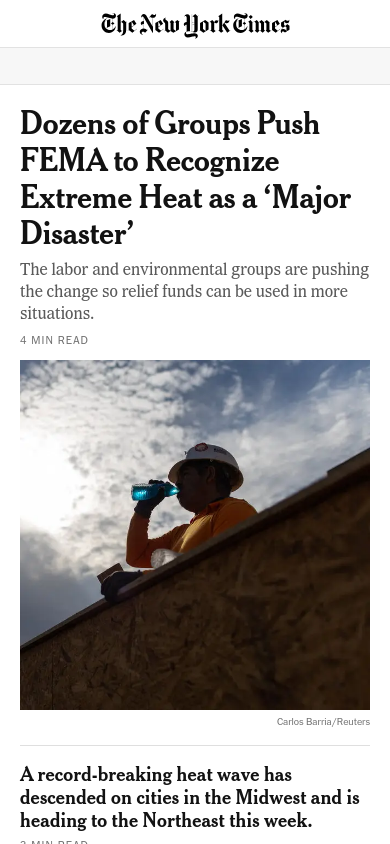 The New York Times
Dozens of Groups Push
FEMA to Recognize
Extreme Heat as a ‘Major
Disaster’
The labor and environmental groups are pushing
the change so relief funds can be used in more
situations.
4 MIN READ
Carlos Barria/Reuters
A record-breaking heat wave has
descended on cities in the Midwest and is
heading to the Northeast this week.
MIN READ